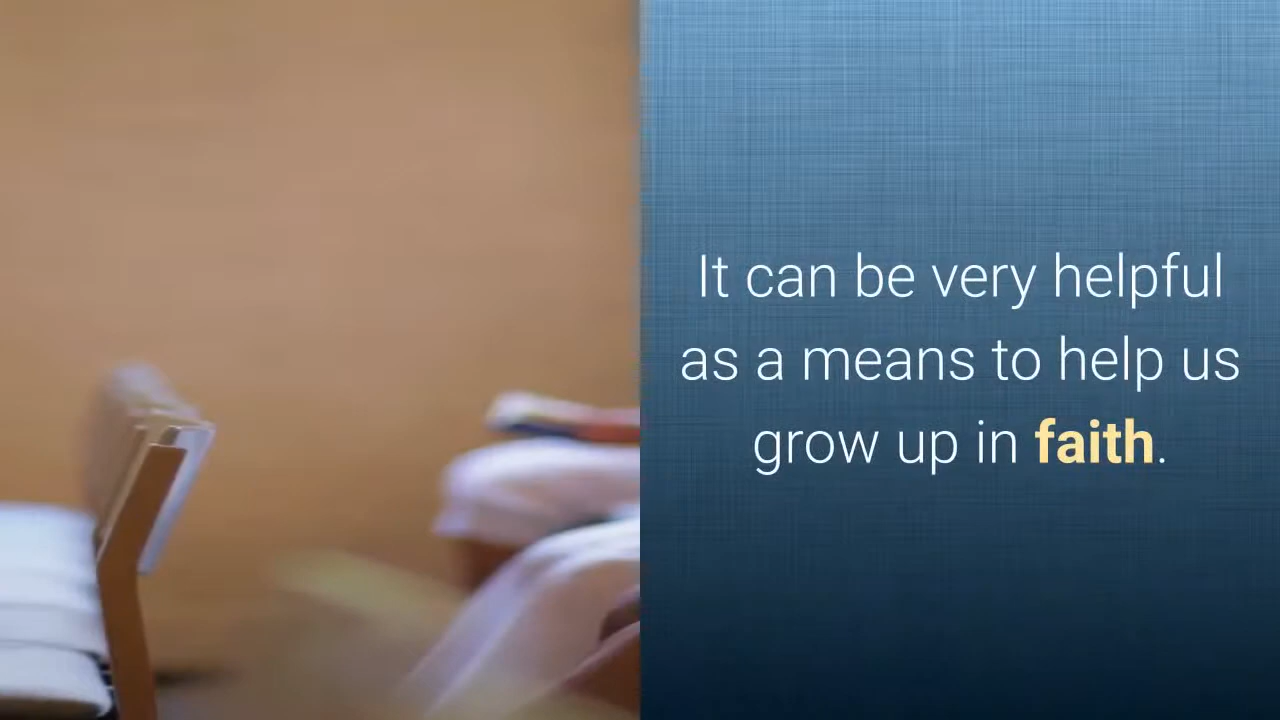 It can be very helpful
as a means to help us
grow up in faith.